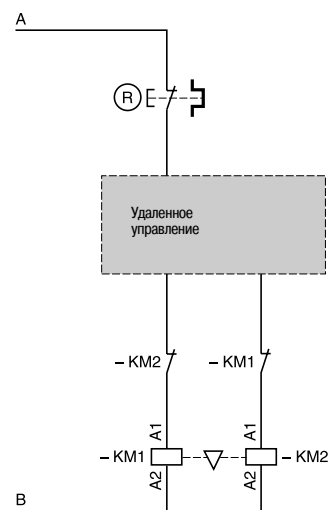 A
R
Удаленное
управление
– KM2
– KM1
A1
A1
– KM1
– KM2
A2
A2
B